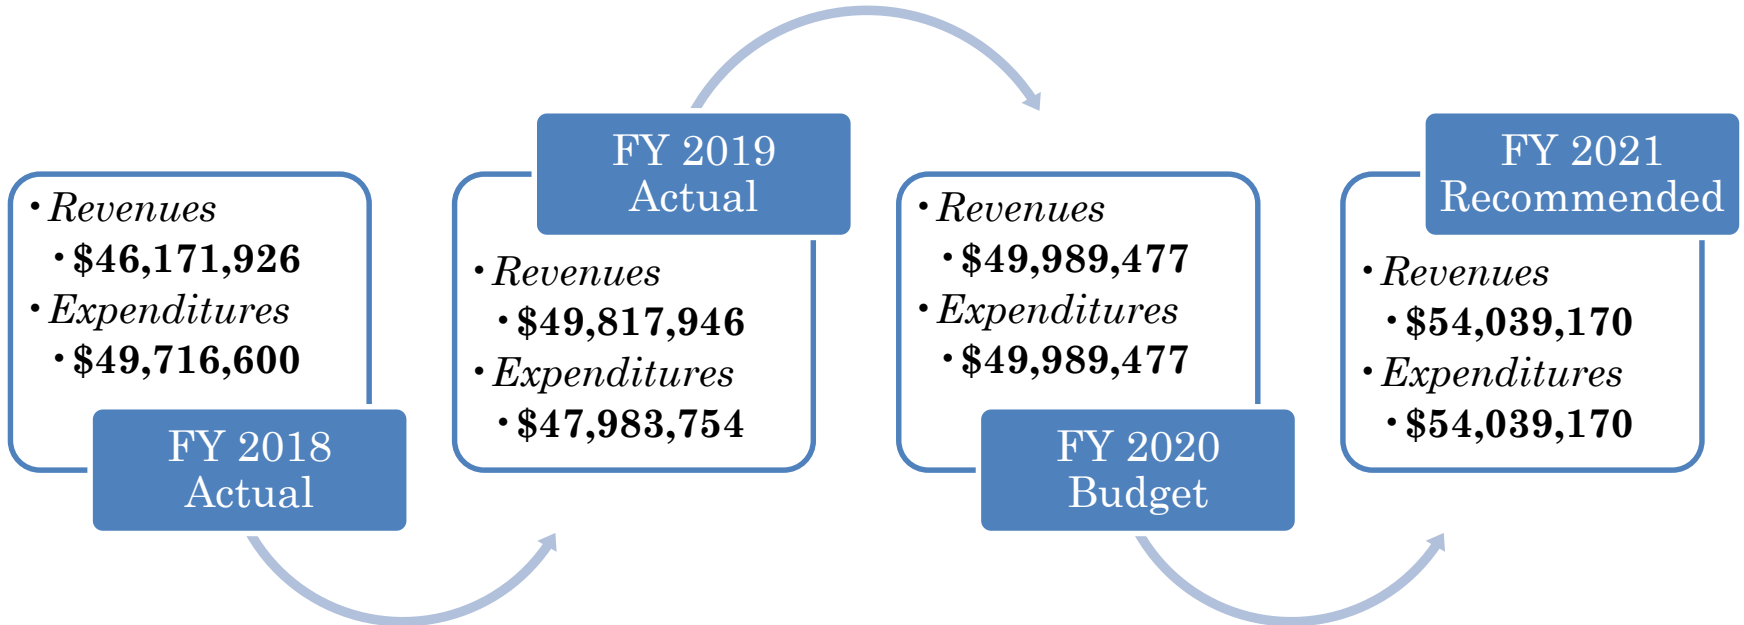 • Revenues
• $46,171,926
• Expenditures
• $49,716,600
FY 2018
Actual
FY 2019
Actual
• Revenues
• $49,817,946
• Expenditures
• $47,983,754
• Revenues
• $49,989,477
• Expenditures
• $49,989,477
FY 2020
Budget
FY 2021
Recommended
• Revenues
• $54,039,170
• Expenditures
• $54,039,170